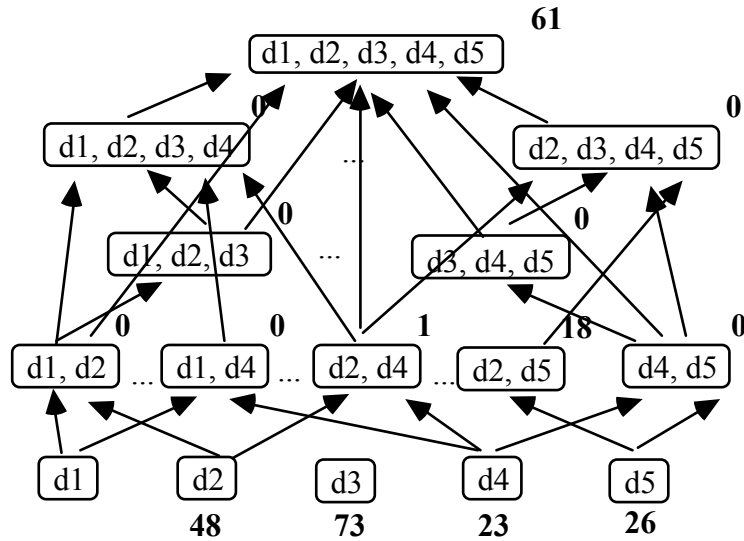 61
d1, d2, d3, d4, d5
0 0
d1, d2, d3, d4 ... d2, d3, d4, d5
0 0
d1, d2, d3 ... d3, d4, d5
0 0 1 18 0
d1, d2 ... d1, d4 ... d2, d4 ... d2, d5 d4, d5
d1 d2 d3 d4 d5
48 73 23 26